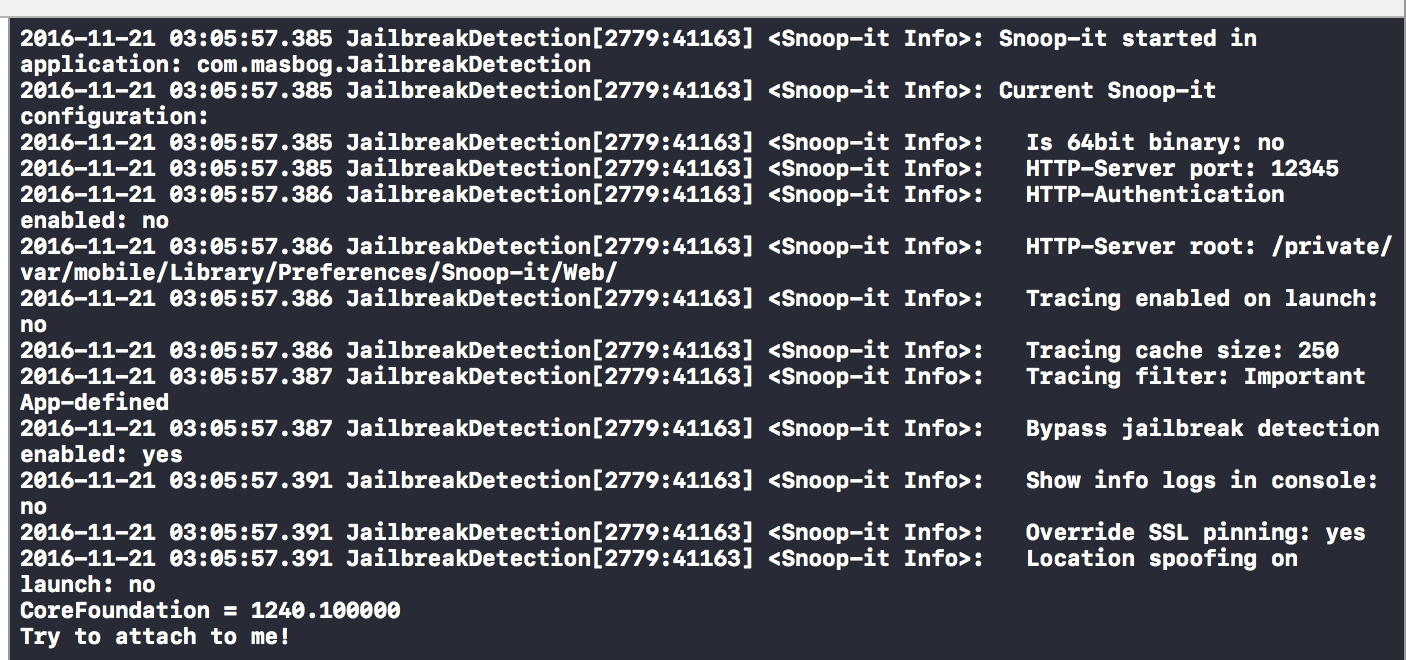 2016-11-21 03:05:57.385 JailbreakDetection[2779:41163] <Snoop-it Info>: Snoop-it started in
application: com.masbog.JailbreakDetection
2016-11-21 03:05:57.385 JailbreakDetection[2779:41163] <Snoop-it Info>: Current Snoop-it
configuration:
2016-11-21 03:05:57.385 JailbreakDetection[2779:41163] <Snoop-it Info>:   Is 64bit binary: no
2016-11-21 03:05:57.385 JailbreakDetection[2779:41163] <Snoop-it Info>:   HTTP-Server port: 12345
2016-11-21 03:05:57.386 JailbreakDetection[2779:41163] <Snoop-it Info>:   HTTP-Authentication
enabled: no
2016-11-21 03:05:57.386 JailbreakDetection[2779:41163] <Snoop-it Info>:   HTTP-Server root: /private/
var/mobile/Library/Preferences/Snoop-it/Web/
2016-11-21 03:05:57.386 JailbreakDetection[2779:41163] <Snoop-it Info>:   Tracing enabled on launch:
no
2016-11-21 03:05:57.386 JailbreakDetection[2779:41163] <Snoop-it Info>:   Tracing cache size: 250
2016-11-21 03:05:57.387 JailbreakDetection[2779:41163] <Snoop-it Info>:   Tracing filter: Important
App-defined
2016-11-21 03:05:57.387 JailbreakDetection[2779:41163] <Snoop-it Info>:   Bypass jailbreak detection
enabled: yes
2016-11-21 03:05:57.391 JailbreakDetection[2779:41163] <Snoop-it Info>:   Show info logs in console:
no
2016-11-21 03:05:57.391 JailbreakDetection[2779:41163] <Snoop-it Info>:   Override SSL pinning: yes
2016-11-21 03:05:57.391 JailbreakDetection[2779:41163] <Snoop-it Info>:   Location spoofing on
launch: no
CoreFoundation = 1240.100000
Try to attach to me!